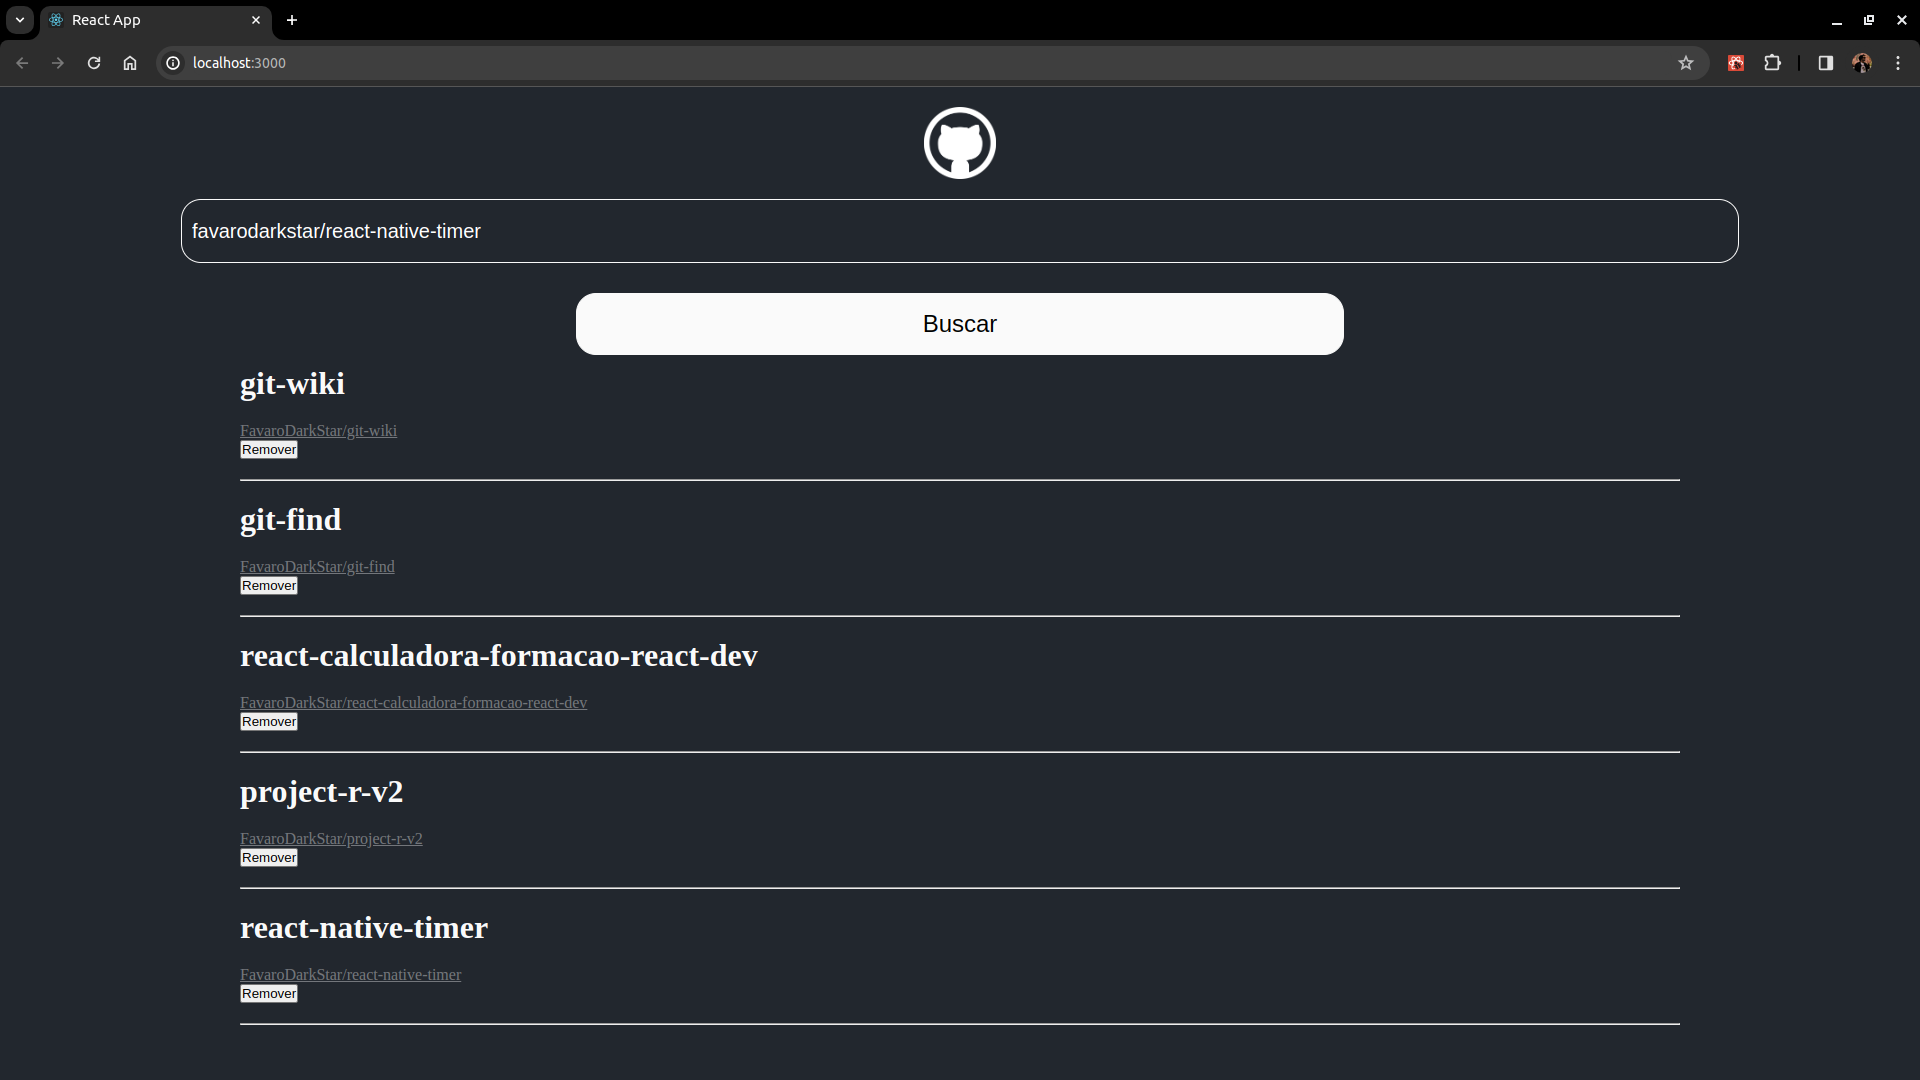 React App
localhost:3000
favarodarkstar/react-native-timer
Buscar
git-wiki
FavaroDarkStar/git-wiki
Remover
git-find
FavaroDarkStar/git-find
Remover
react-calculadora-formacao-react-dev
FavaroDarkStar/react-calculadora-formacao-react-dev
Remover
project-r-v2
FavaroDarkStar/project-r-v2
Remover
react-native-timer
FavaroDarkStar/react-native-timer
Remover